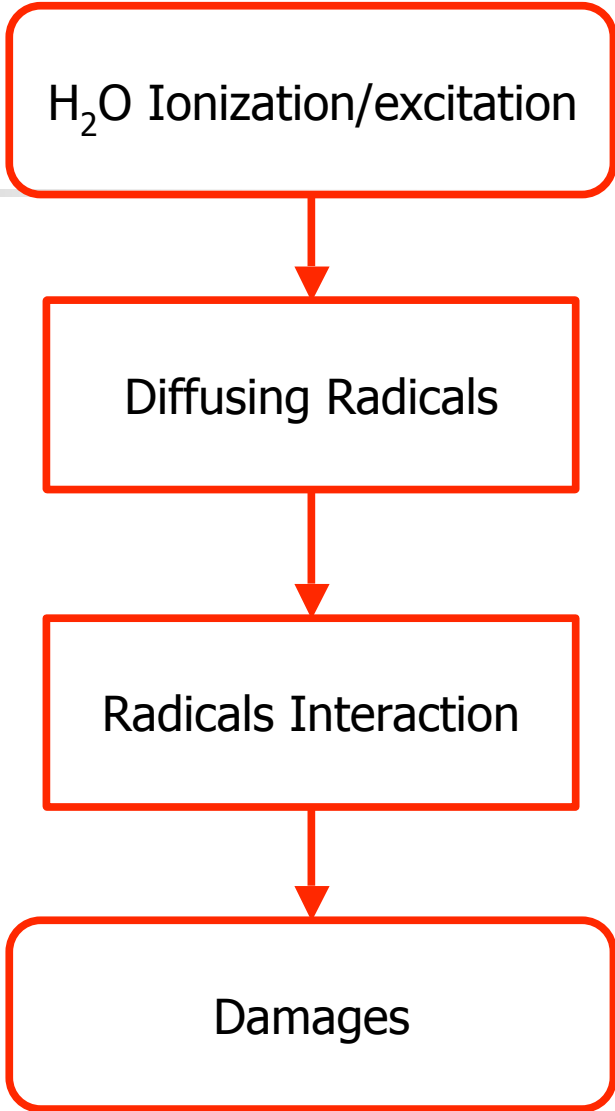 H₂O Ionization/excitation
Diffusing Radicals
Radicals Interaction
Damages